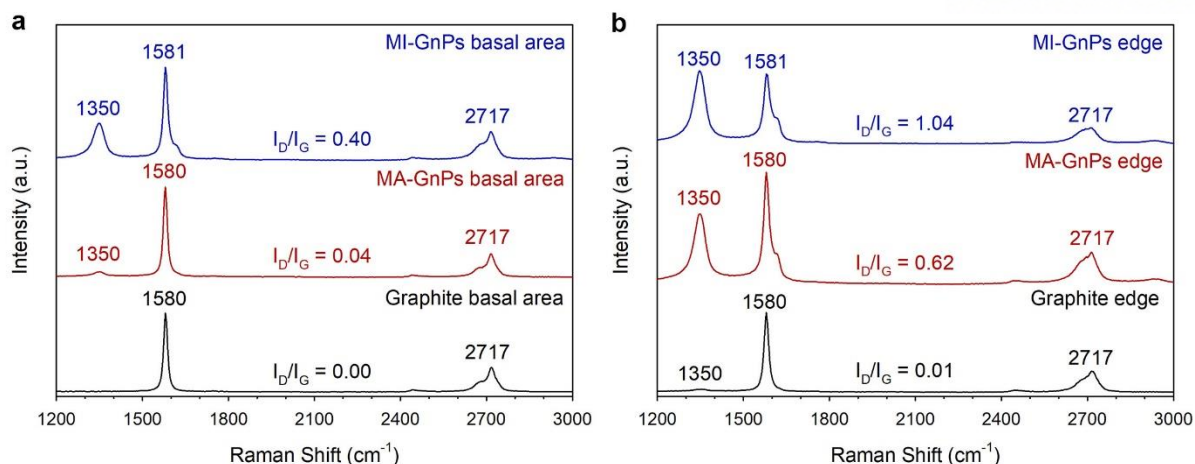 a
MI-GnPs basal area
1581
1350
2717
I_D/I_G = 0.40
1580
MA-GnPs basal area
1350
2717
I_D/I_G = 0.04
Graphite basal area
1580
2717
I_D/I_G = 0.00
1200 1500 1800 2100 2400 2700 3000
Raman Shift (cm⁻¹)
Intensity (a.u.)
b
MI-GnPs edge
1350
1581
2717
I_D/I_G = 1.04
1580
MA-GnPs edge
1350
2717
I_D/I_G = 0.62
Graphite edge
1580
2717
1350
I_D/I_G = 0.01
1200 1500 1800 2100 2400 2700 3000
Raman Shift (cm⁻¹)
Intensity (a.u.)